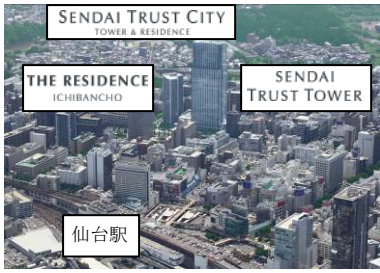 SENDAI TRUST CITY
TOWER & RESIDENCE
THE RESIDENCE
ICHIBANCHO
SENDAI
TRUST TOWER
仙台駅